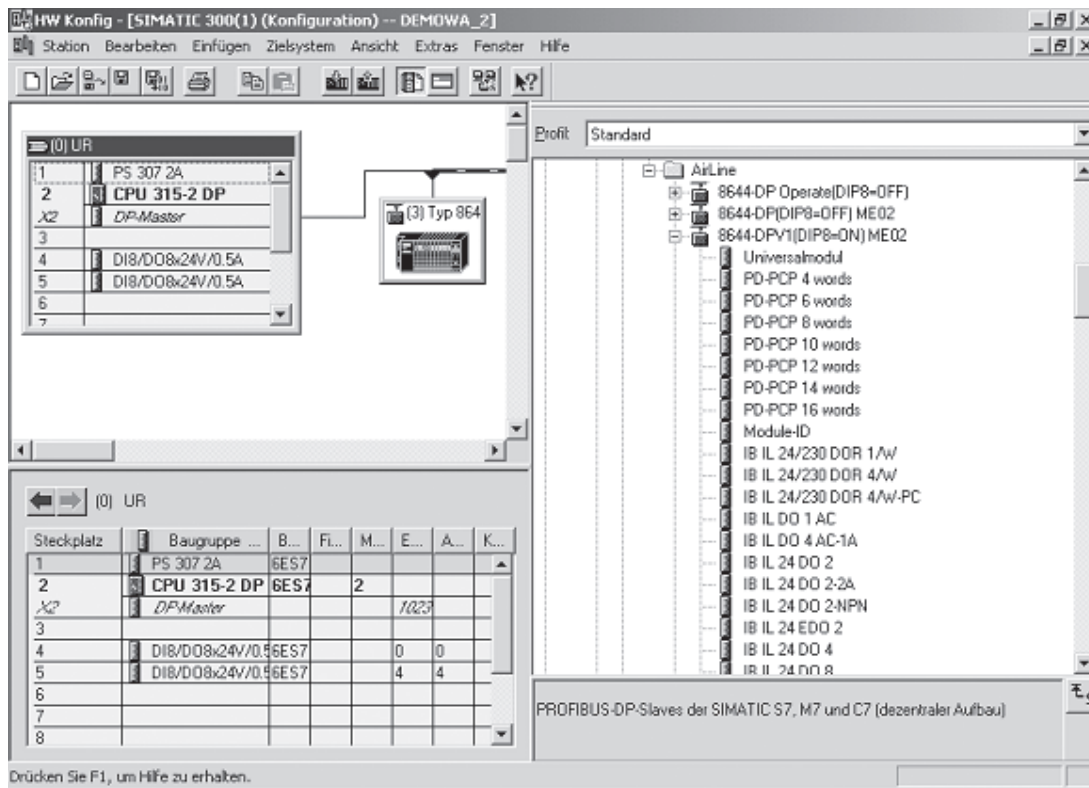 HW Konfig - [SIMATIC 300(1) (Konfiguration) -- DEMOWA_2]
Station Bearbeiten Einfügen Zielsystem Ansicht Extras Fenster Hilfe
(0) UR
1 PS 307 2A
2 CPU 315-2 DP
X2 DP-Master
3
4 DI8/DO8x24V/0.5A
5 DI8/DO8x24V/0.5A
6
7
(3) Typ 864
Profil: Standard
AirLine
8644-DP Operate(DIP8=OFF)
8644-DP(DIP8=OFF) ME02
8644-DPV1(DIP8=ON) ME02
Universalmodul
PD-PCP 4 words
PD-PCP 6 words
PD-PCP 8 words
PD-PCP 10 words
PD-PCP 12 words
PD-PCP 14 words
PD-PCP 16 words
Module-ID
IB IL 24/230 DOR 1/W
IB IL 24/230 DOR 4/W
IB IL 24/230 DOR 4/W-PC
IB IL DO 1 AC
IB IL DO 4 AC-1A
IB IL 24 DO 2
IB IL 24 DO 2-2A
IB IL 24 DO 2-NPN
IB IL 24 EDO 2
IB IL 24 DO 4
IB IL 24 DO 8
PROFIBUS-DP-Slaves der SIMATIC S7, M7 und C7 (dezentraler Aufbau)
(0) UR
Steckplatz Baugruppe ... B... Fi... M... E... A... K...
1 PS 307 2A 6ES7
2 CPU 315-2 DP 6ES7 2
X2 DP-Master 1023
3
4 DI8/DO8x24V/0.5 6ES7 0 0
5 DI8/DO8x24V/0.5 6ES7 4 4
6
7
8
Drücken Sie F1, um Hilfe zu erhalten.